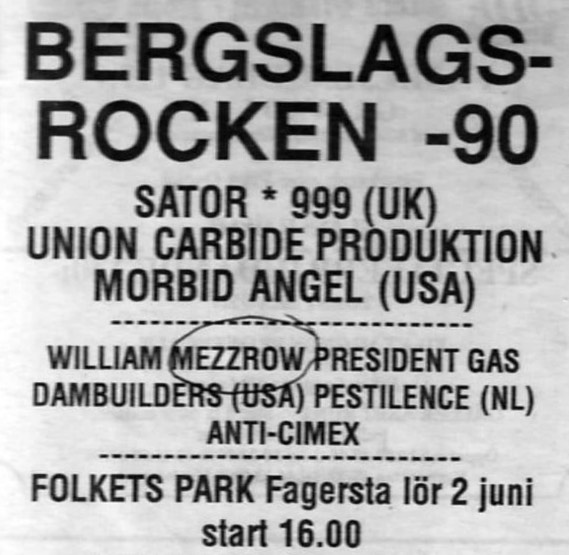 BERGSLAGS-
ROCKEN -90
SATOR * 999 (UK)
UNION CARBIDE PRODUKTION
MORBID ANGEL (USA)
WILLIAM MEZZROW PRESIDENT GAS
DAMBUILDERS (USA) PESTILENCE (NL)
ANTI-CIMEX
FOLKETS PARK Fagersta lör 2 juni
start 16.00